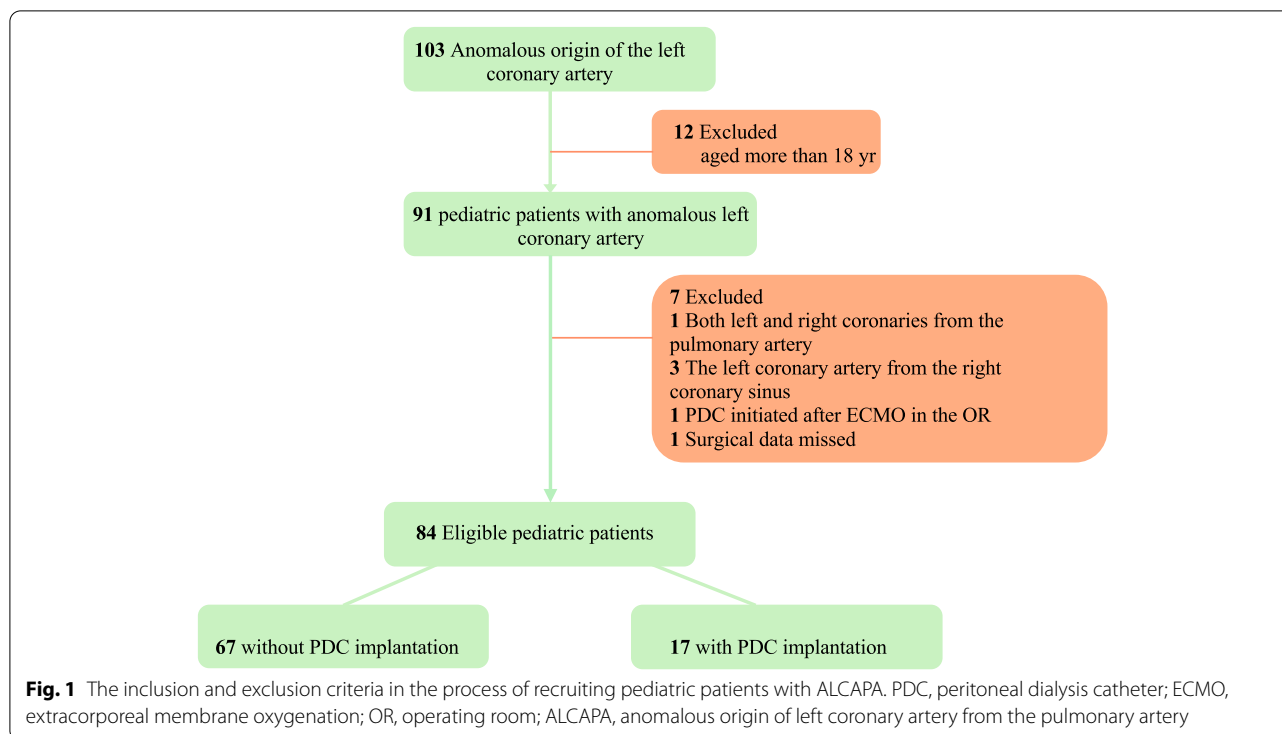 103 Anomalous origin of the left
coronary artery
12 Excluded
aged more than 18 yr
91 pediatric patients with anomalous left
coronary artery
7 Excluded
1 Both left and right coronaries from the
pulmonary artery
3 The left coronary artery from the right
coronary sinus
1 PDC initiated after ECMO in the OR
1 Surgical data missed
84 Eligible pediatric patients
67 without PDC implantation
17 with PDC implantation
Fig. 1 The inclusion and exclusion criteria in the process of recruiting pediatric patients with ALCAPA. PDC, peritoneal dialysis catheter; ECMO,
extracorporeal membrane oxygenation; OR, operating room; ALCAPA, anomalous origin of left coronary artery from the pulmonary artery